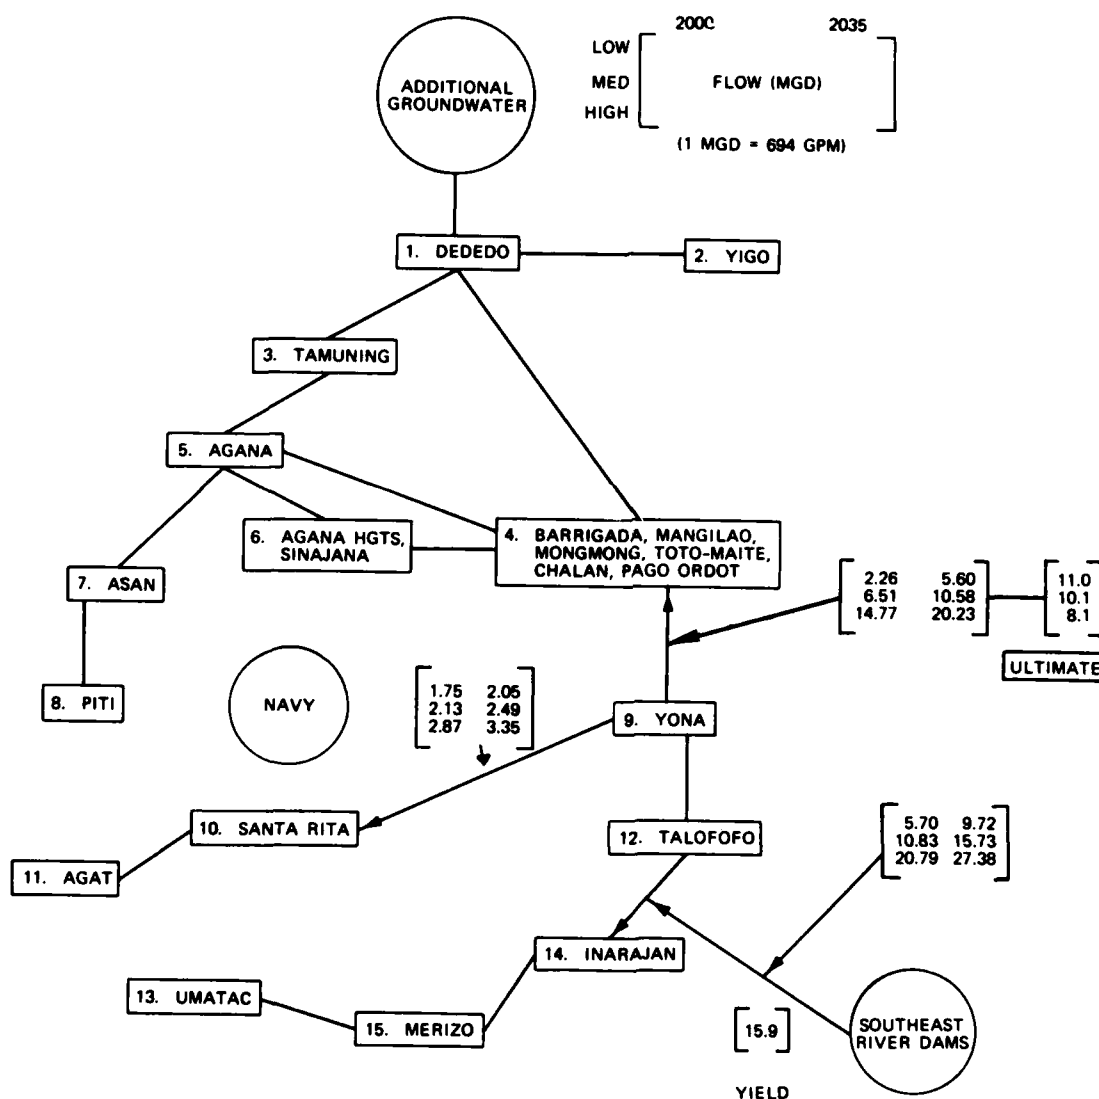 2000 2035
LOW
MED FLOW (MGD)
HIGH
(1 MGD = 694 GPM)
ADDITIONAL
GROUNDWATER
1. DEDEDO
2. YIGO
3. TAMUNING
5. AGANA
6. AGANA HGTS,
SINAJANA
4. BARRIGADA, MANGILAO,
MONGMONG, TOTO-MAITE,
CHALAN, PAGO ORDOT
7. ASAN
2.26 5.60
6.51 10.58
14.77 20.23
11.0
10.1
8.1
ULTIMATE
8. PITI
NAVY
1.75 2.05
2.13 2.49
2.87 3.35
9. YONA
10. SANTA RITA
12. TALOFOFO
5.70 9.72
10.83 15.73
20.79 27.38
11. AGAT
14. INARAJAN
13. UMATAC
15. MERIZO
15.9
YIELD
SOUTHEAST
RIVER DAMS